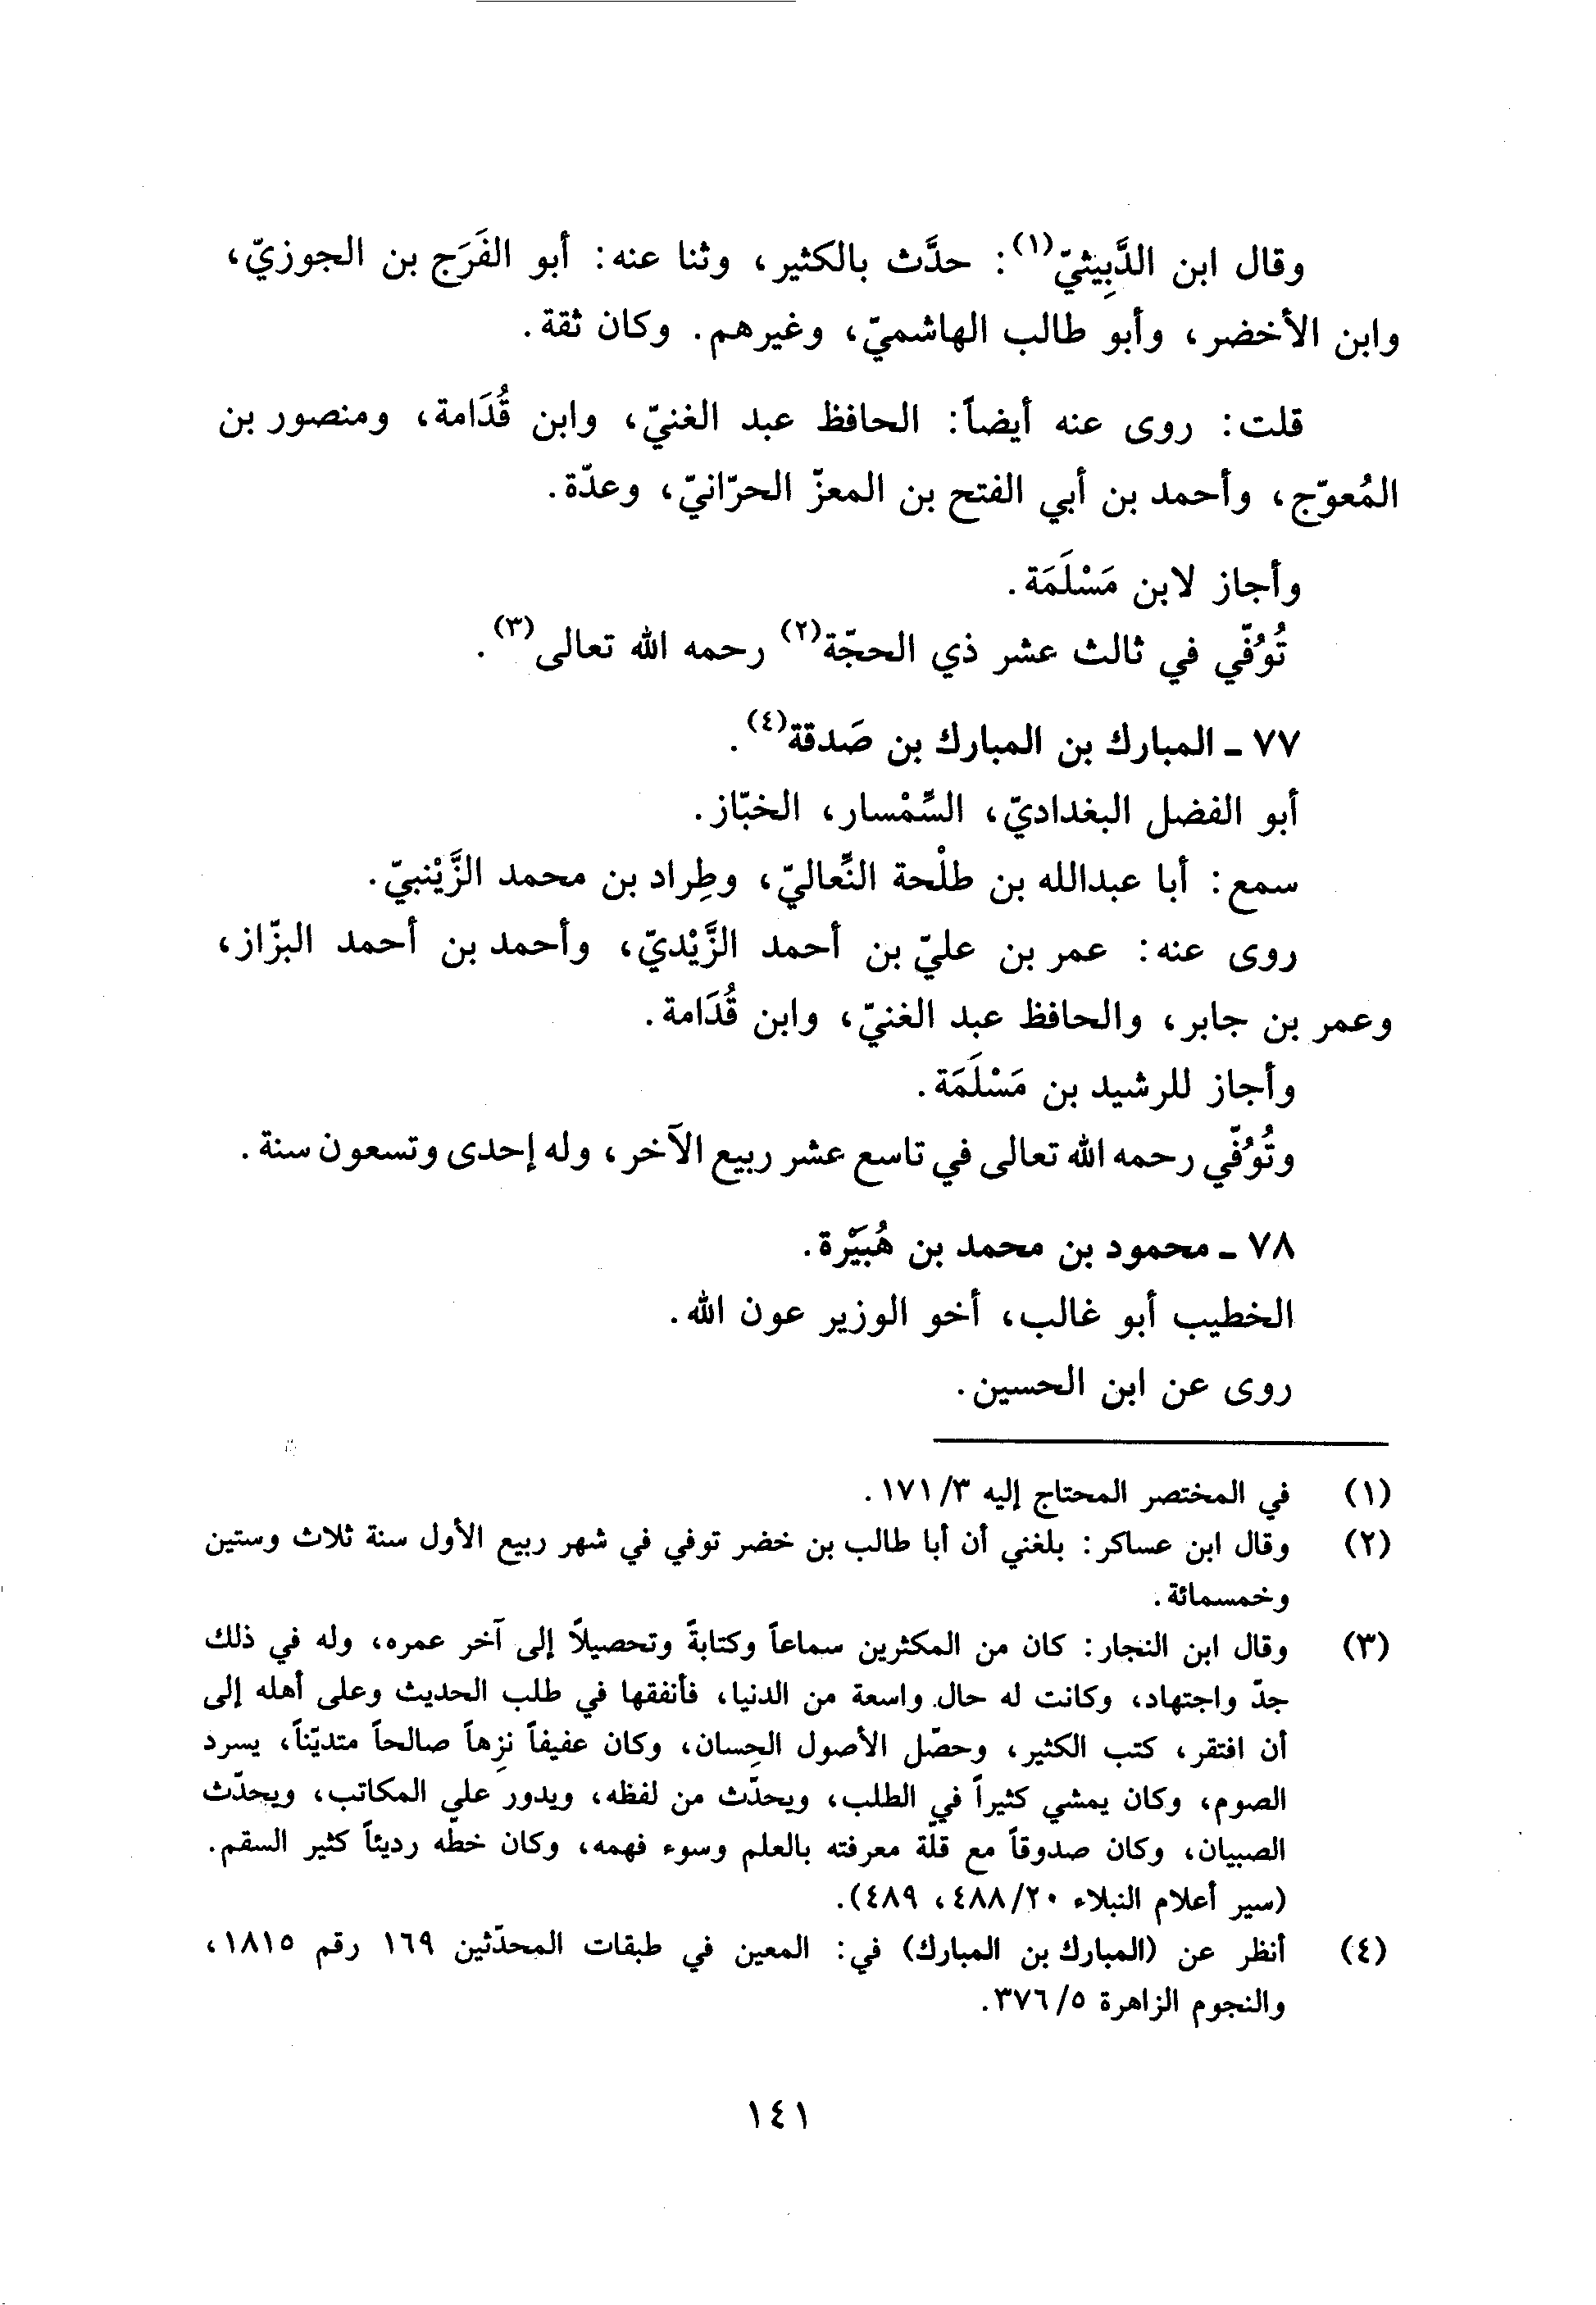 وقال ابن الدَّبِيثيّ(١): حدَّث بالكثير، وثنا عنه: أبو الفَرَج بن الجوزيّ،
وابن الأخضر، وأبو طالب الهاشميّ، وغيرهم. وكان ثقة.
قلت: روى عنه أيضاً: الحافظ عبد الغنيّ، وابن قُدَامة، ومنصور بن
المُعوّج، وأحمد بن أبي الفتح بن المعزّ الحرّانيّ، وعدّة.
وأجاز لابن مَسْلَمَة.
تُوُفّي في ثالث عشر ذي الحجّة(٢) رحمه الله تعالى(٣).
٧٧ ـ المبارك بن المبارك بن صَدقة(٤).
أبو الفضل البغداديّ، السِّمْسار، الخبّاز.
سمع: أبا عبدالله بن طلْحة النِّعاليّ، وطِراد بن محمد الزَّيْنبيّ.
روى عنه: عمر بن عليّ بن أحمد الزَّيْديّ، وأحمد بن أحمد البزّاز،
وعمر بن جابر، والحافظ عبد الغنيّ، وابن قُدَامة.
وأجاز للرشيد بن مَسْلَمَة.
وتُوُفّي رحمه الله تعالى في تاسع عشر ربيع الآخر، وله إحدى وتسعون سنة.
٧٨ ـ محمود بن محمد بن هُبَيْرة.
الخطيب أبو غالب، أخو الوزير عون الله.
روى عن ابن الحسين.
(١) في المختصر المحتاج إليه ١٧١/٣.
(٢) وقال ابن عساكر: بلغني أن أبا طالب بن خضر توفي في شهر ربيع الأول سنة ثلاث وستين
وخمسمائة.
(٣) وقال ابن النجار: كان من المكثرين سماعاً وكتابةً وتحصيلاً إلى آخر عمره، وله في ذلك
جدّ واجتهاد، وكانت له حال واسعة من الدنيا، فأنفقها في طلب الحديث وعلى أهله إلى
أن افتقر، كتب الكثير، وحصّل الأصول الحِسان، وكان عفيفاً نزِهاً صالحاً متديّناً، يسرد
الصوم، وكان يمشي كثيراً في الطلب، ويحدّث من لفظه، ويدور على المكاتب، ويحدّث
الصبيان، وكان صدوقاً مع قلّة معرفته بالعلم وسوء فهمه، وكان خطّه رديئاً كثير السقم.
(سير أعلام النبلاء ٤٨٨/٢٠، ٤٨٩).
(٤) أنظر عن (المبارك بن المبارك) في: المعين في طبقات المحدّثين ١٦٩ رقم ١٨١٥،
والنجوم الزاهرة ٣٧٦/٥.
١٤١